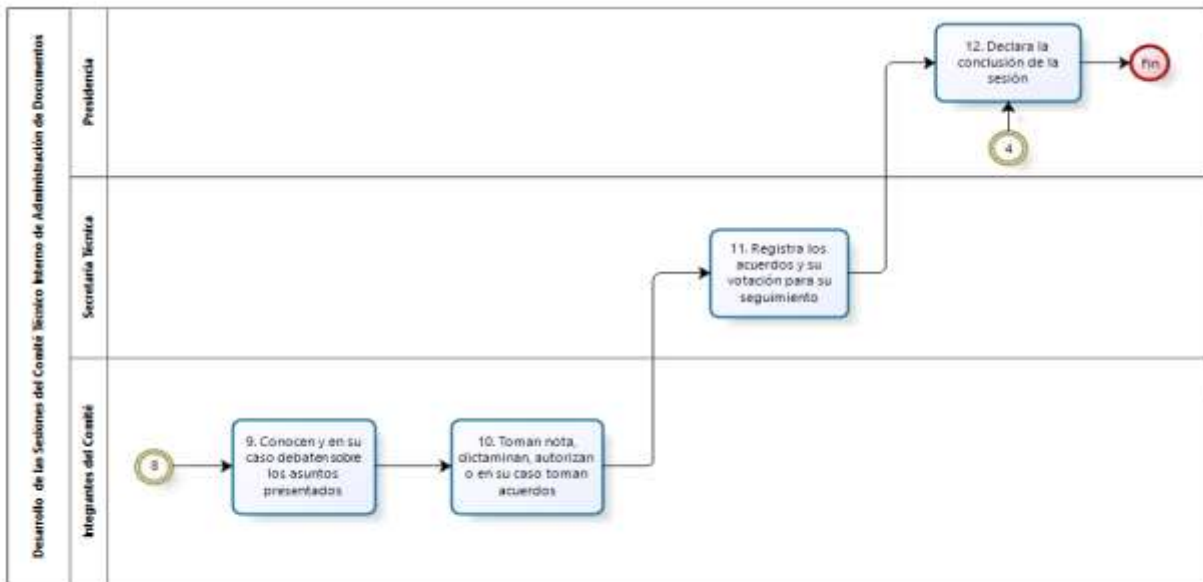 Desarrollo de las Sesiones del Comité Técnico Interno de Administración de Documentos
Presidencia
12. Declara la
conclusión de la
sesión
Fin
4
Secretaría Técnica
11. Registra los
acuerdos y su
votación para su
seguimiento
Integrantes del Comité
8
9. Conocen y en su
caso debaten sobre
los asuntos
presentados
10. Toman nota,
dictaminan, autorizan
o en su caso toman
acuerdos